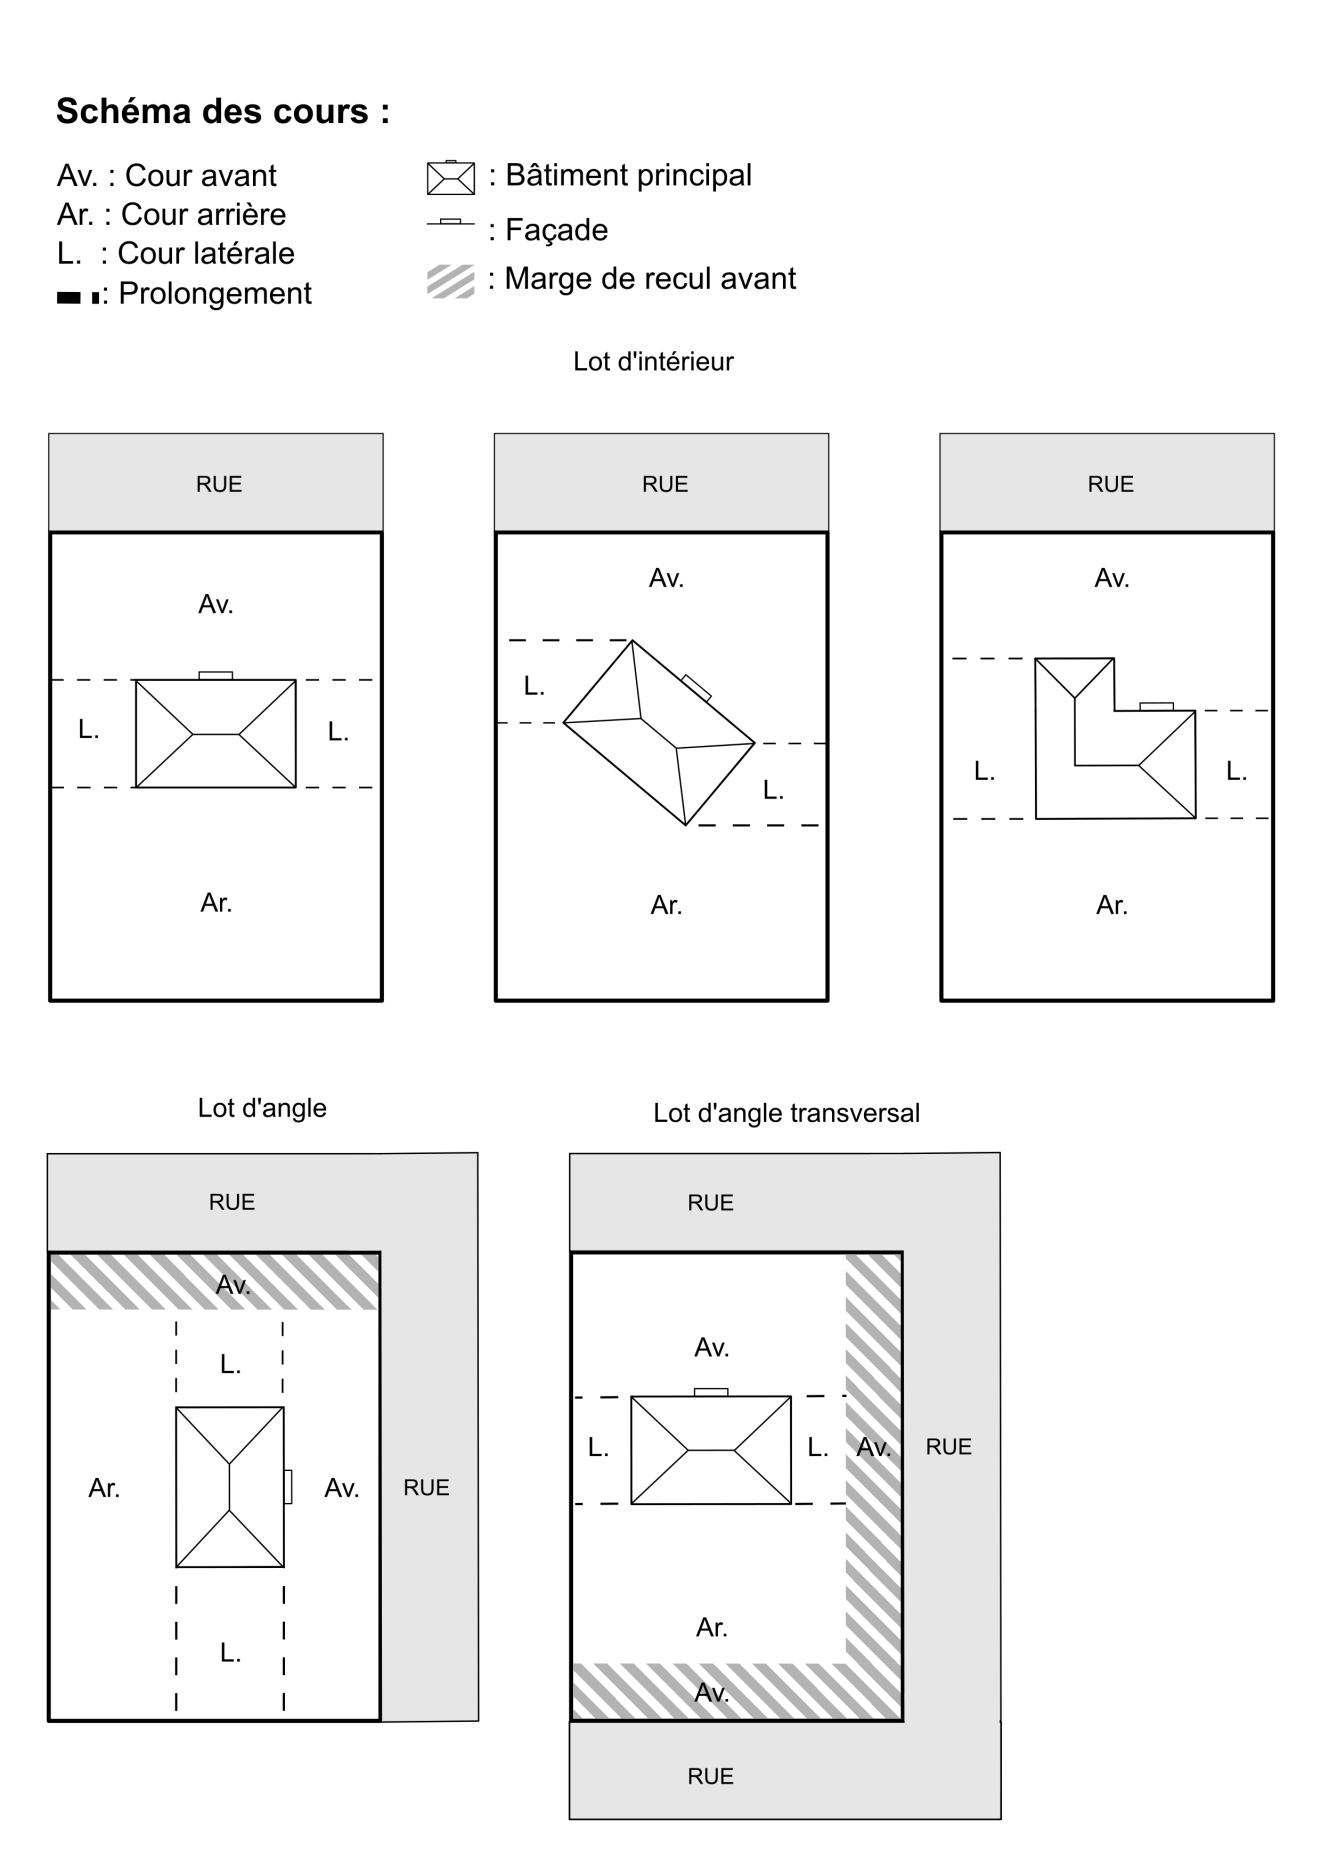 Schéma des cours :
Av. : Cour avant
Ar. : Cour arrière
L. : Cour latérale
: Prolongement
: Bâtiment principal
: Façade
: Marge de recul avant
Lot d'intérieur
RUE
Av.
L.
L.
Ar.
RUE
Av.
L.
L.
Ar.
RUE
Av.
L.
L.
Ar.
Lot d'angle
RUE
Av.
L.
Ar.
Av.
RUE
L.
Lot d'angle transversal
RUE
Av.
L.
L.
Av.
RUE
Ar.
Av.
RUE